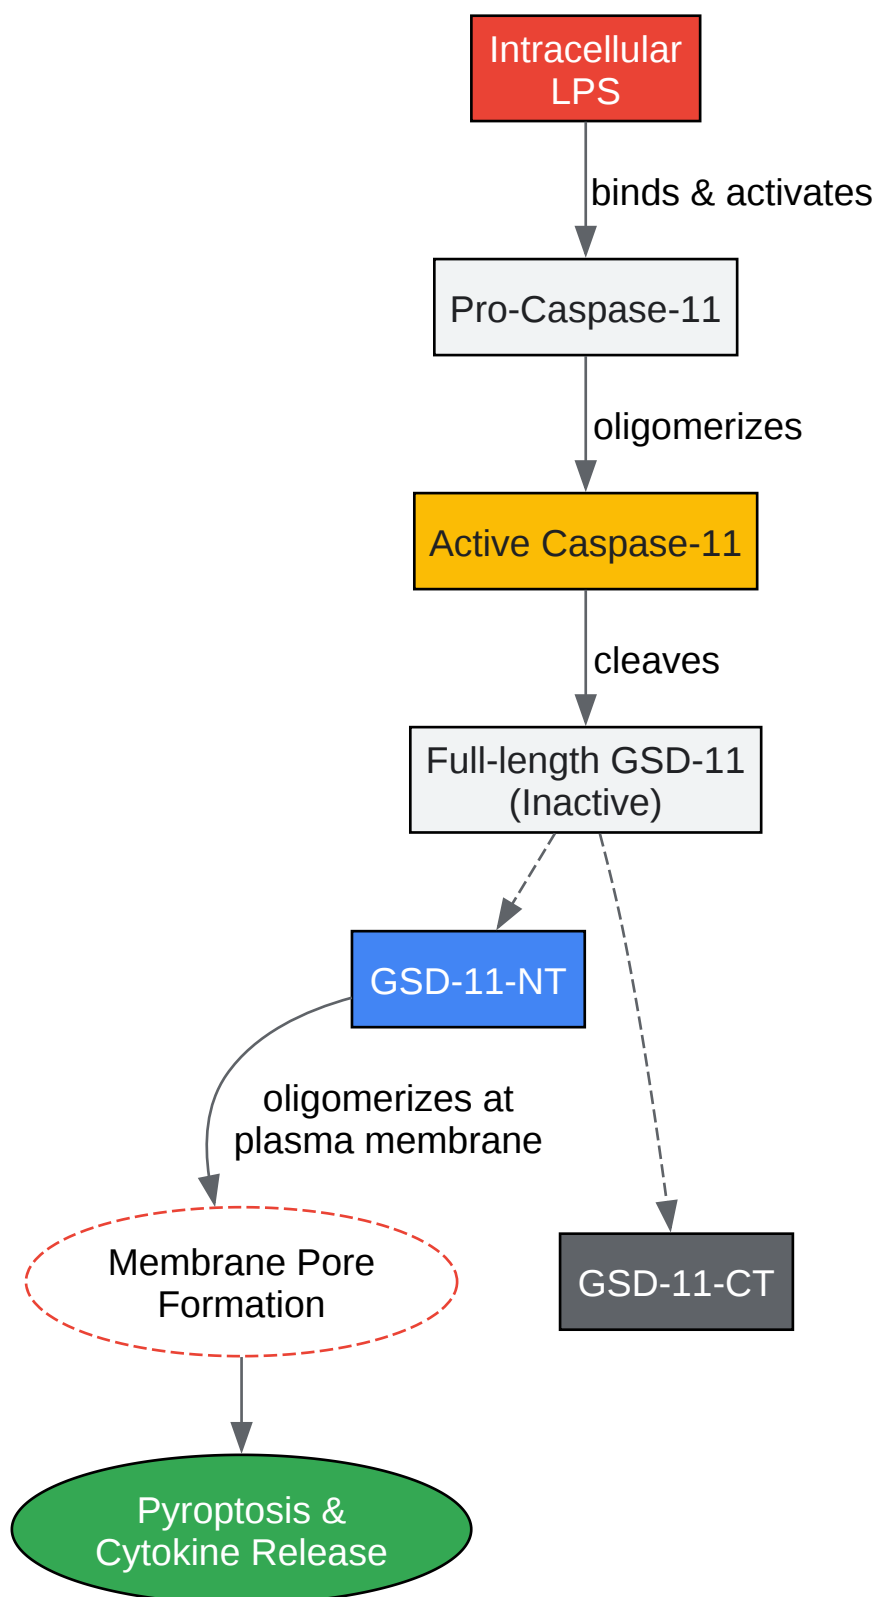 Intracellular
LPS
binds & activates
Pro-Caspase-11
oligomerizes
Active Caspase-11
cleaves
Full-length GSD-11
(Inactive)
GSD-11-NT
oligomerizes at
plasma membrane
Membrane Pore
Formation
GSD-11-CT
Pyroptosis &
Cytokine Release